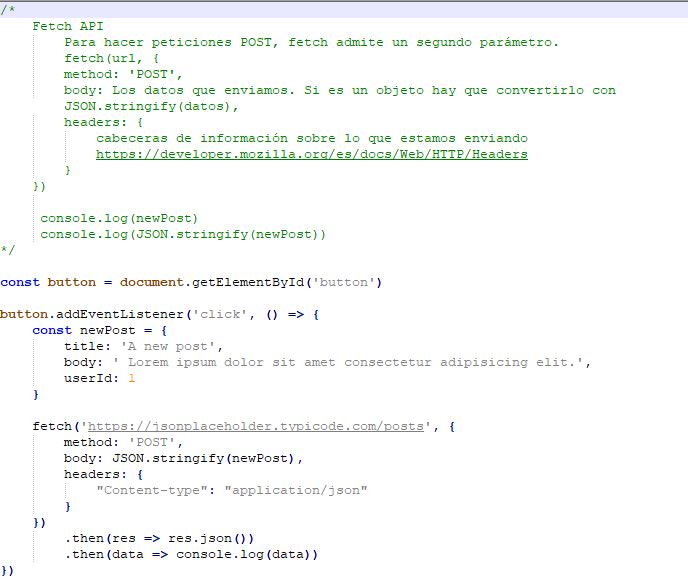 /*
    Fetch API
        Para hacer peticiones POST, fetch admite un segundo parámetro.
        fetch(url, {
        method: 'POST',
        body: Los datos que enviamos. Si es un objeto hay que convertirlo con
        JSON.stringify(datos),
        headers: {
            cabeceras de información sobre lo que estamos enviando
            https://developer.mozilla.org/es/docs/Web/HTTP/Headers
        }
    })

     console.log(newPost)
     console.log(JSON.stringify(newPost))
*/

const button = document.getElementById('button')

button.addEventListener('click', () => {
    const newPost = {
        title: 'A new post',
        body: ' Lorem ipsum dolor sit amet consectetur adipisicing elit.',
        userId: 1
    }

    fetch('https://jsonplaceholder.typicode.com/posts', {
        method: 'POST',
        body: JSON.stringify(newPost),
        headers: {
            "Content-type": "application/json"
        }
    })
        .then(res => res.json())
        .then(data => console.log(data))
})